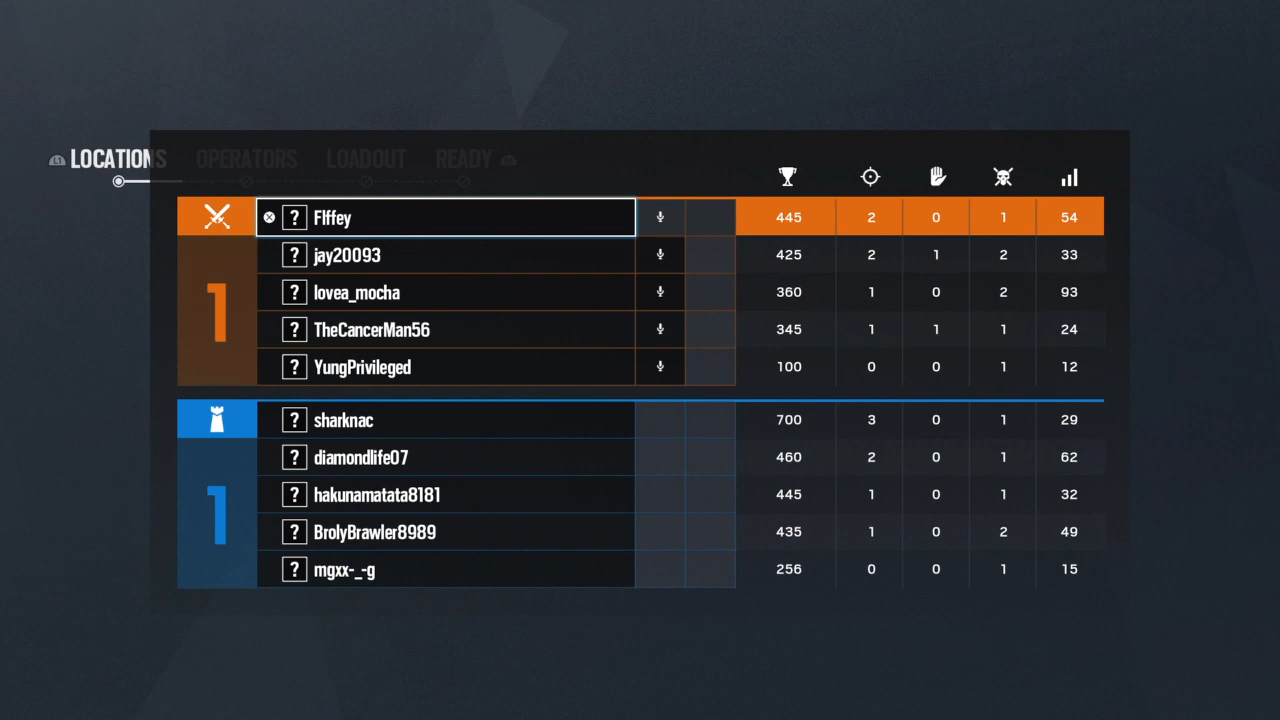 L1 LOCATIONS OPERATORS LOADOUT READY
? Flffey 445 2 0 1 54
? jay20093 425 2 1 2 33
1
? lovea_mocha 360 1 0 2 93
? TheCancerMan56 345 1 1 1 24
? YungPrivileged 100 0 0 1 12
? sharknac 700 3 0 1 29
? diamondlife07 460 2 0 1 62
1
? hakunamatata8181 445 1 0 1 32
? BrolyBrawler8989 435 1 0 2 49
? mgxx-_-g 256 0 0 1 15